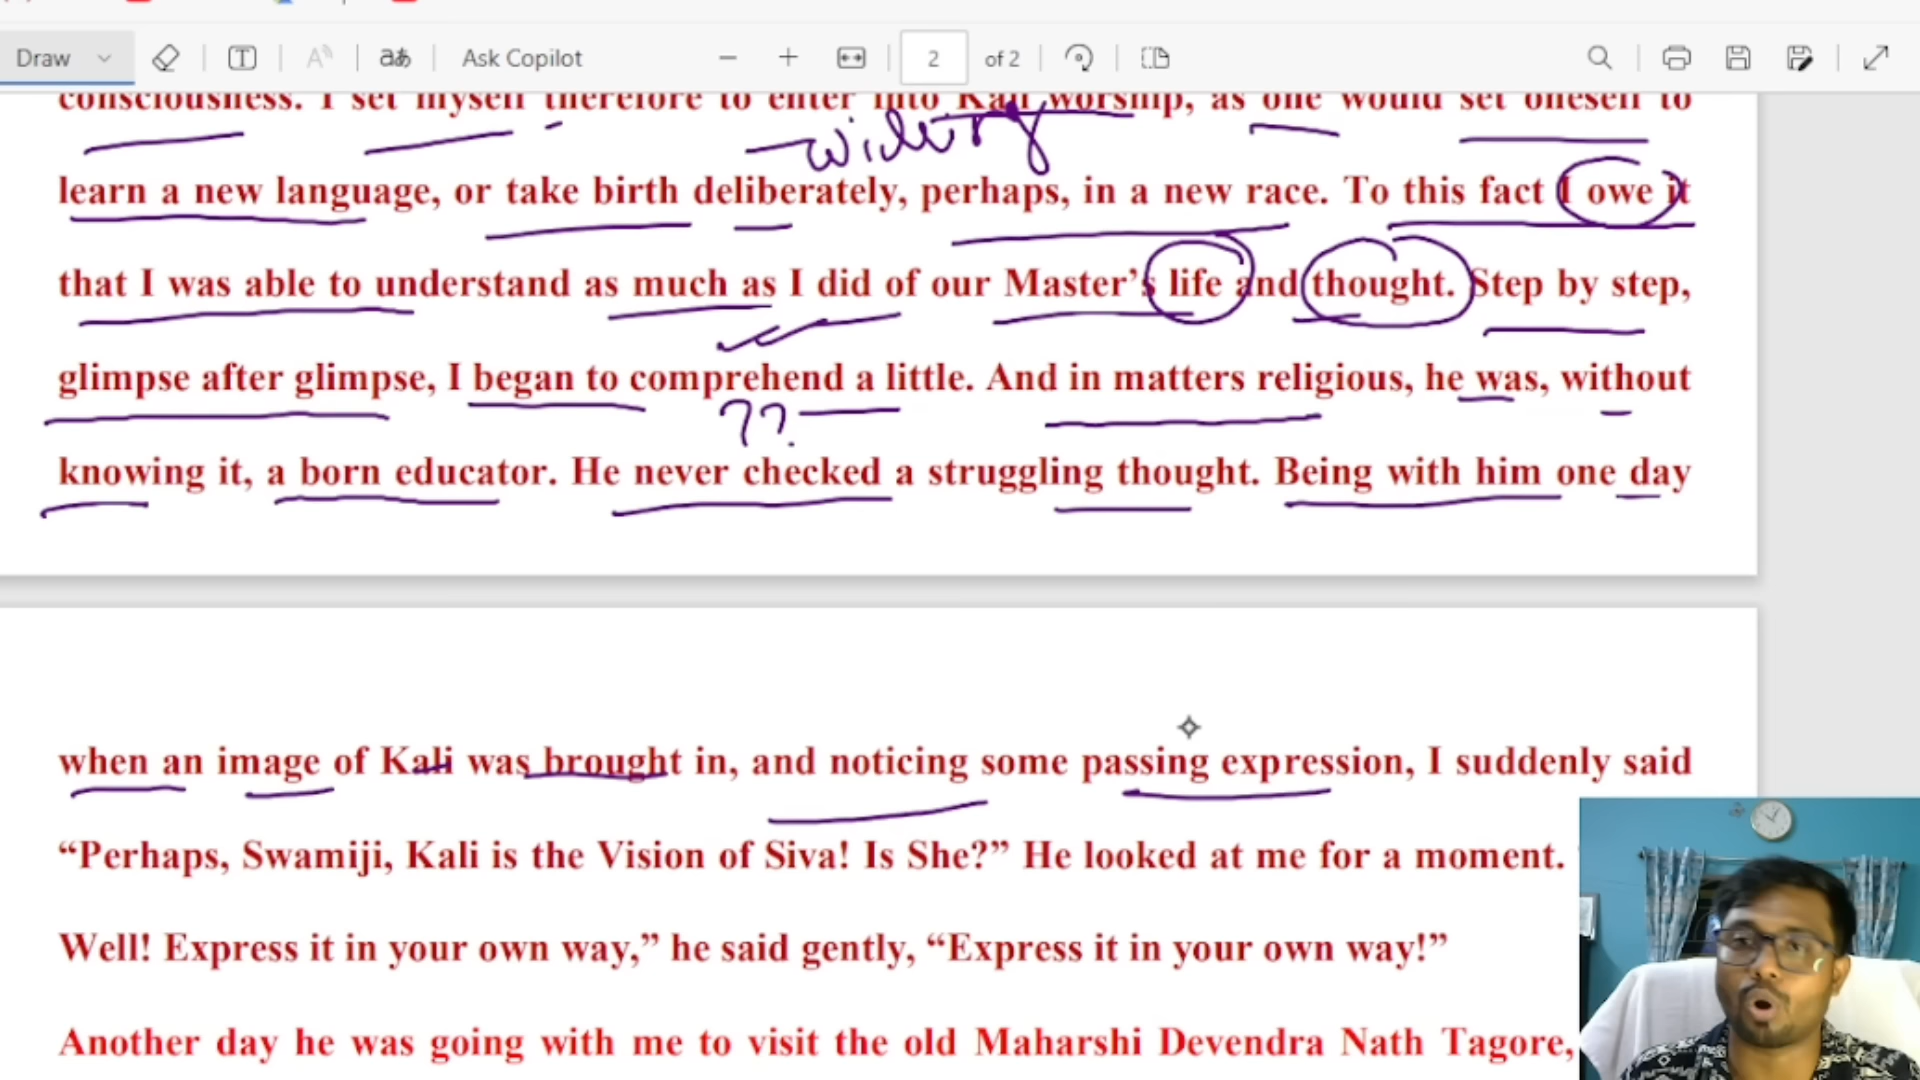 Draw Ask Copilot 2 of 2
consciousness. I set myself therefore to enter into Kali worship, as one would set oneself to
widing
learn a new language, or take birth deliberately, perhaps, in a new race. To this fact I owe it
that I was able to understand as much as I did of our Master's life and thought. Step by step,
glimpse after glimpse, I began to comprehend a little. And in matters religious, he was, without
??
knowing it, a born educator. He never checked a struggling thought. Being with him one day
when an image of Kali was brought in, and noticing some passing expression, I suddenly said
“Perhaps, Swamiji, Kali is the Vision of Siva! Is She?” He looked at me for a moment.
Well! Express it in your own way,” he said gently, “Express it in your own way!”
Another day he was going with me to visit the old Maharshi Devendra Nath Tagore,